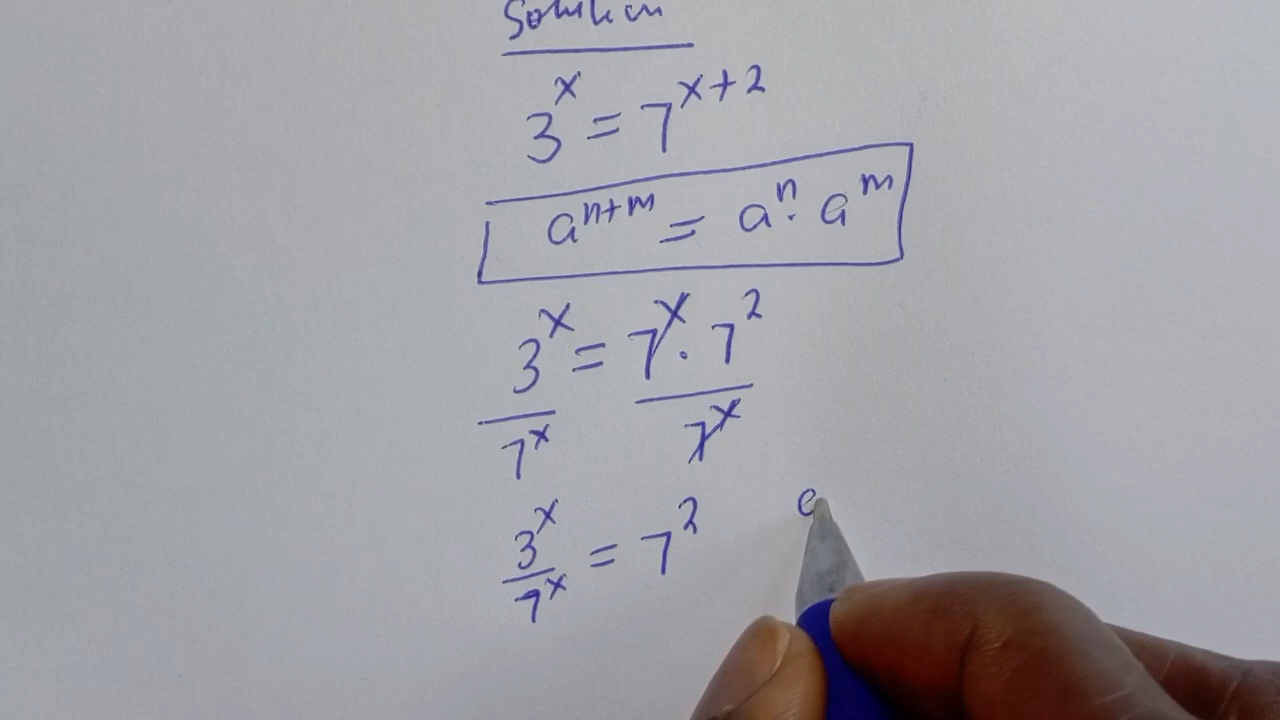 Solution
3^x = 7^{x+2}
a^{n+m} = a^n · a^m
3^x/7^x = 7^x · 7^2/7^x
3^x/7^x = 7^2